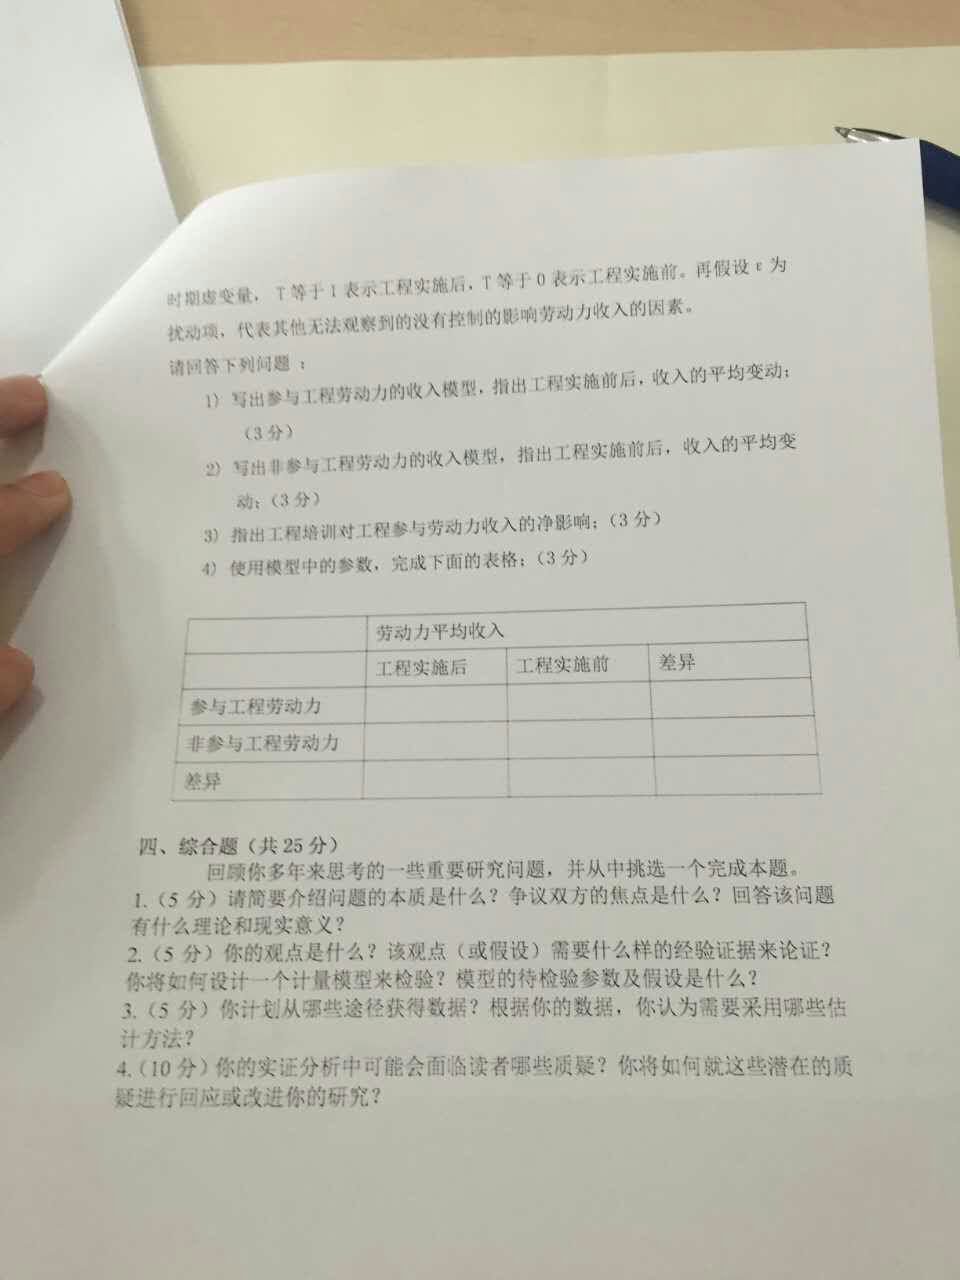 时期虚变量，T等于1表示工程实施后，T等于0表示工程实施前。再假设ε为
扰动项，代表其他无法观察到的没有控制的影响劳动力收入的因素。
请回答下列问题：
1）写出参与工程劳动力的收入模型，指出工程实施前后，收入的平均变动；
（3分）
2）写出非参与工程劳动力的收入模型，指出工程实施前后，收入的平均变
动；（3分）
3）指出工程培训对工程参与劳动力收入的净影响；（3分）
4）使用模型中的参数，完成下面的表格；（3分）
劳动力平均收入
工程实施后 工程实施前 差异
参与工程劳动力
非参与工程劳动力
差异
四、综合题（共25分）
回顾你多年来思考的一些重要研究问题，并从中挑选一个完成本题。
1.（5分）请简要介绍问题的本质是什么？争议双方的焦点是什么？回答该问题
有什么理论和现实意义？
2.（5分）你的观点是什么？该观点（或假设）需要什么样的经验证据来论证？
你将如何设计一个计量模型来检验？模型的待检验参数及假设是什么？
3.（5分）你计划从哪些途径获得数据？根据你的数据，你认为需要采用哪些估
计方法？
4.（10分）你的实证分析中可能会面临读者哪些质疑？你将如何就这些潜在的质
疑进行回应或改进你的研究？